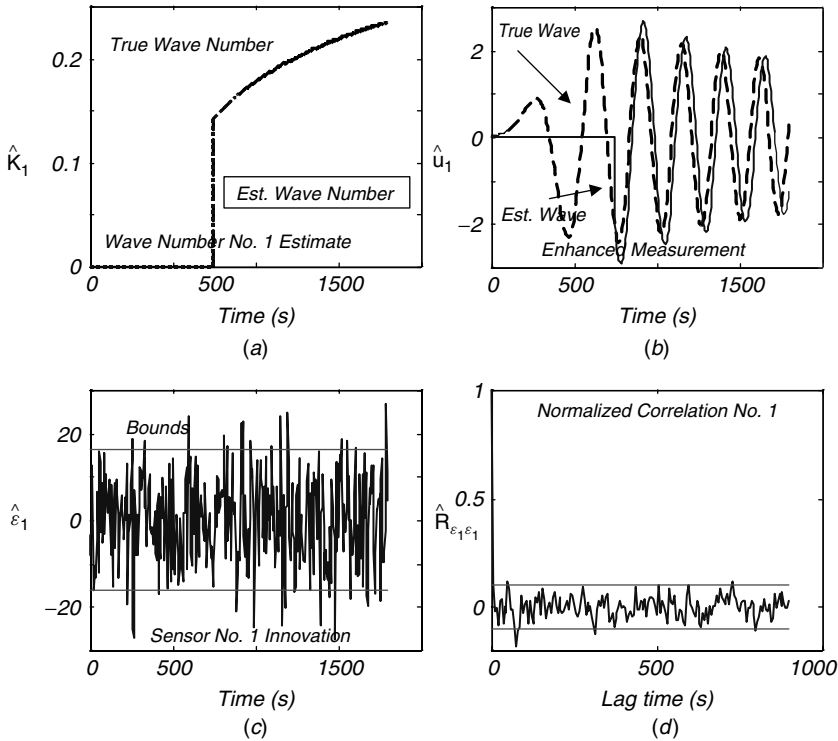 True Wave Number
Est. Wave Number
Wave Number No. 1 Estimate
K̂₁
0.2
0.1
0
0 500 1500
Time (s)
(a)
True Wave
Est. Wave
Enhanced Measurement
û₁
2
0
−2
0 500 1500
Time (s)
(b)
Bounds
Sensor No. 1 Innovation
ε̂₁
20
0
−20
0 500 1500
Time (s)
(c)
Normalized Correlation No. 1
R̂ε₁ε₁
1
0.5
0
0 500 1000
Lag time (s)
(d)